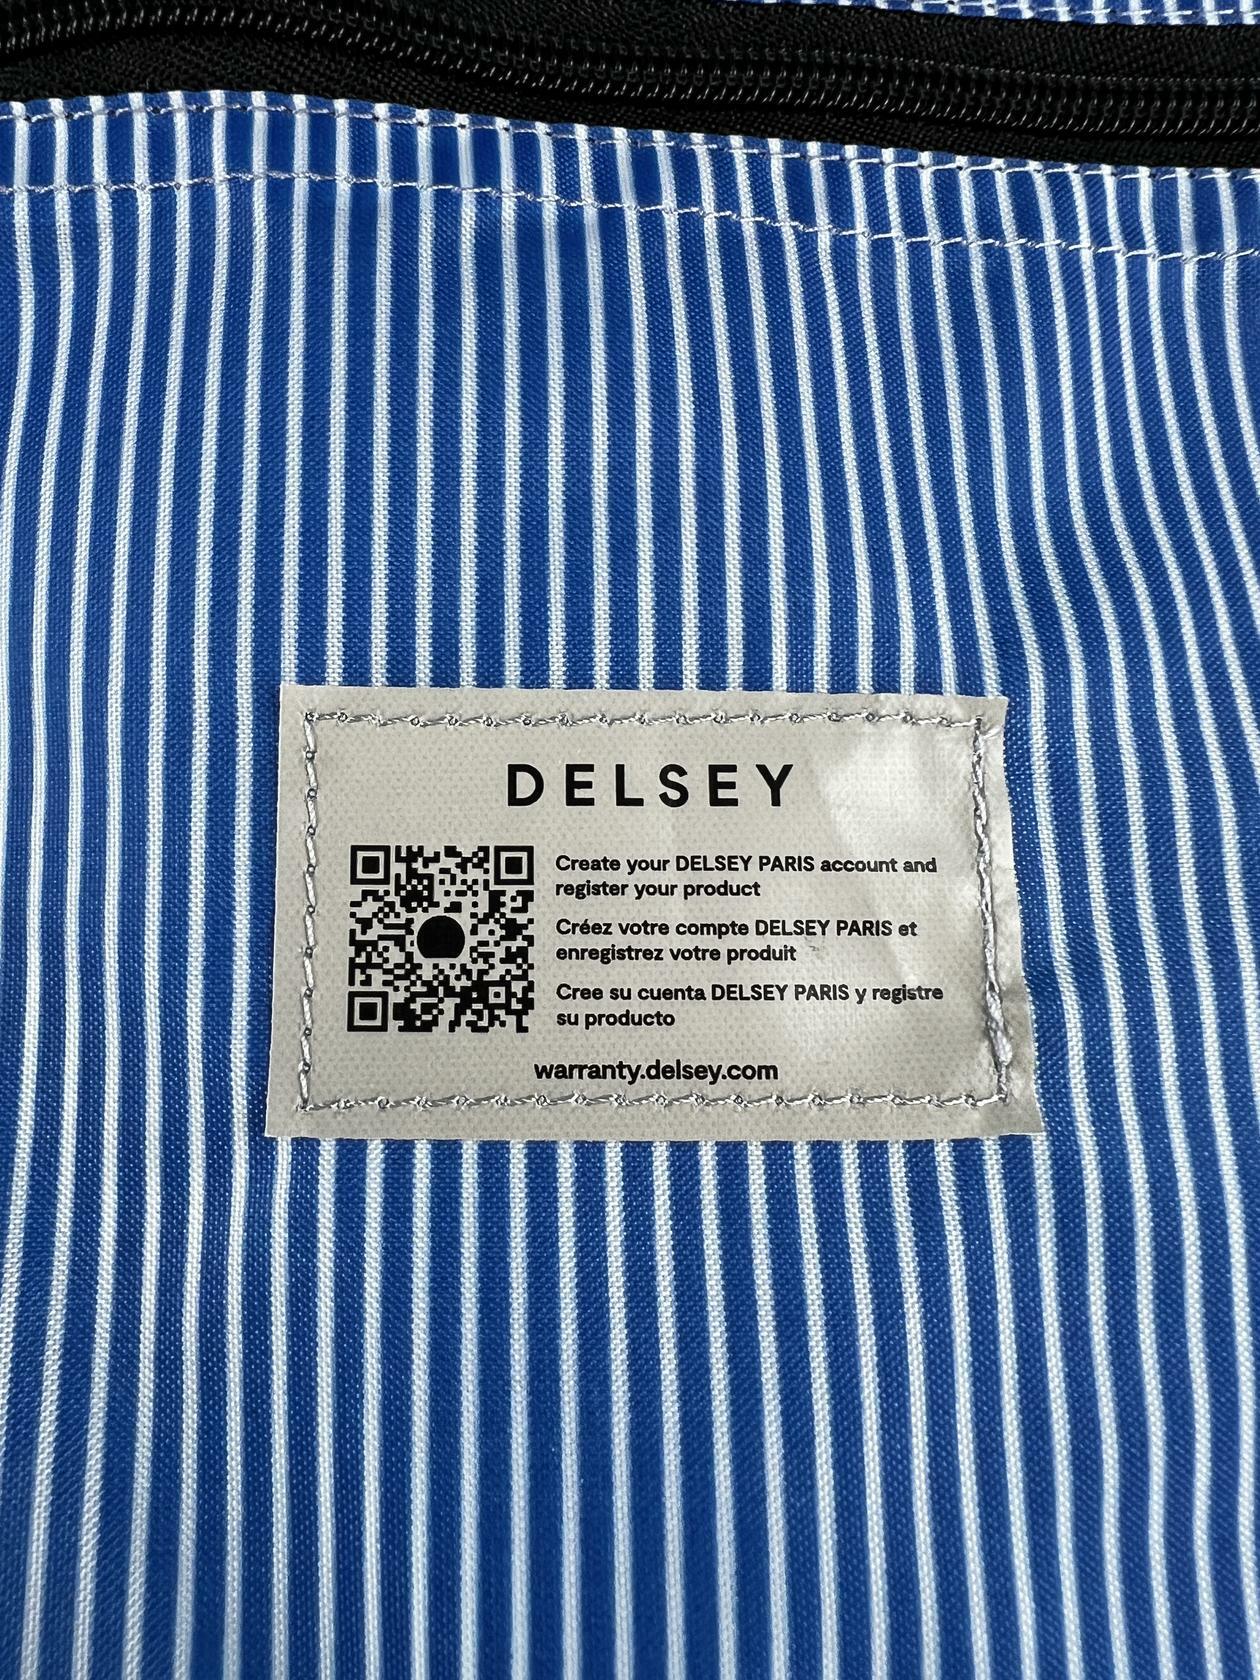 DELSEY
Create your DELSEY PARIS account and
register your product
Créez votre compte DELSEY PARIS et
enregistrez votre produit
Cree su cuenta DELSEY PARIS y registre
su producto
warranty.delsey.com